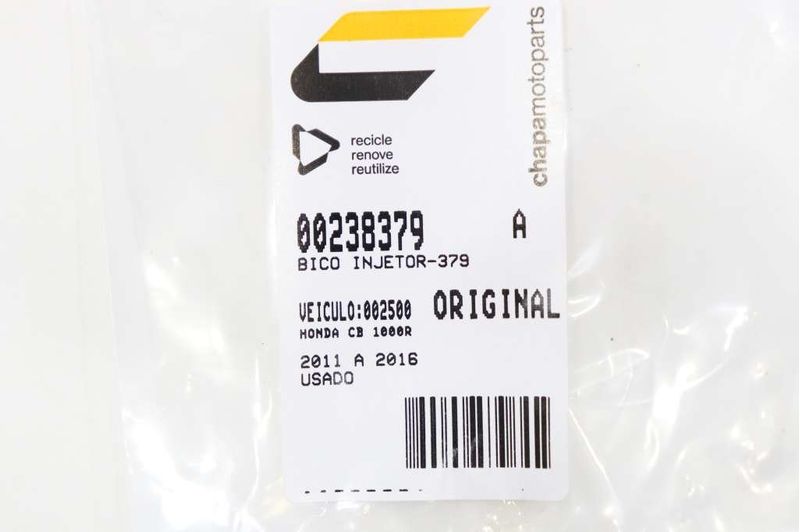 chapamotoparts
recicle
renove
reutilize
00238379 A
BICO INJETOR-379
VEICULO:002500 ORIGINAL
HONDA CB 1000R
2011 A 2016
USADO